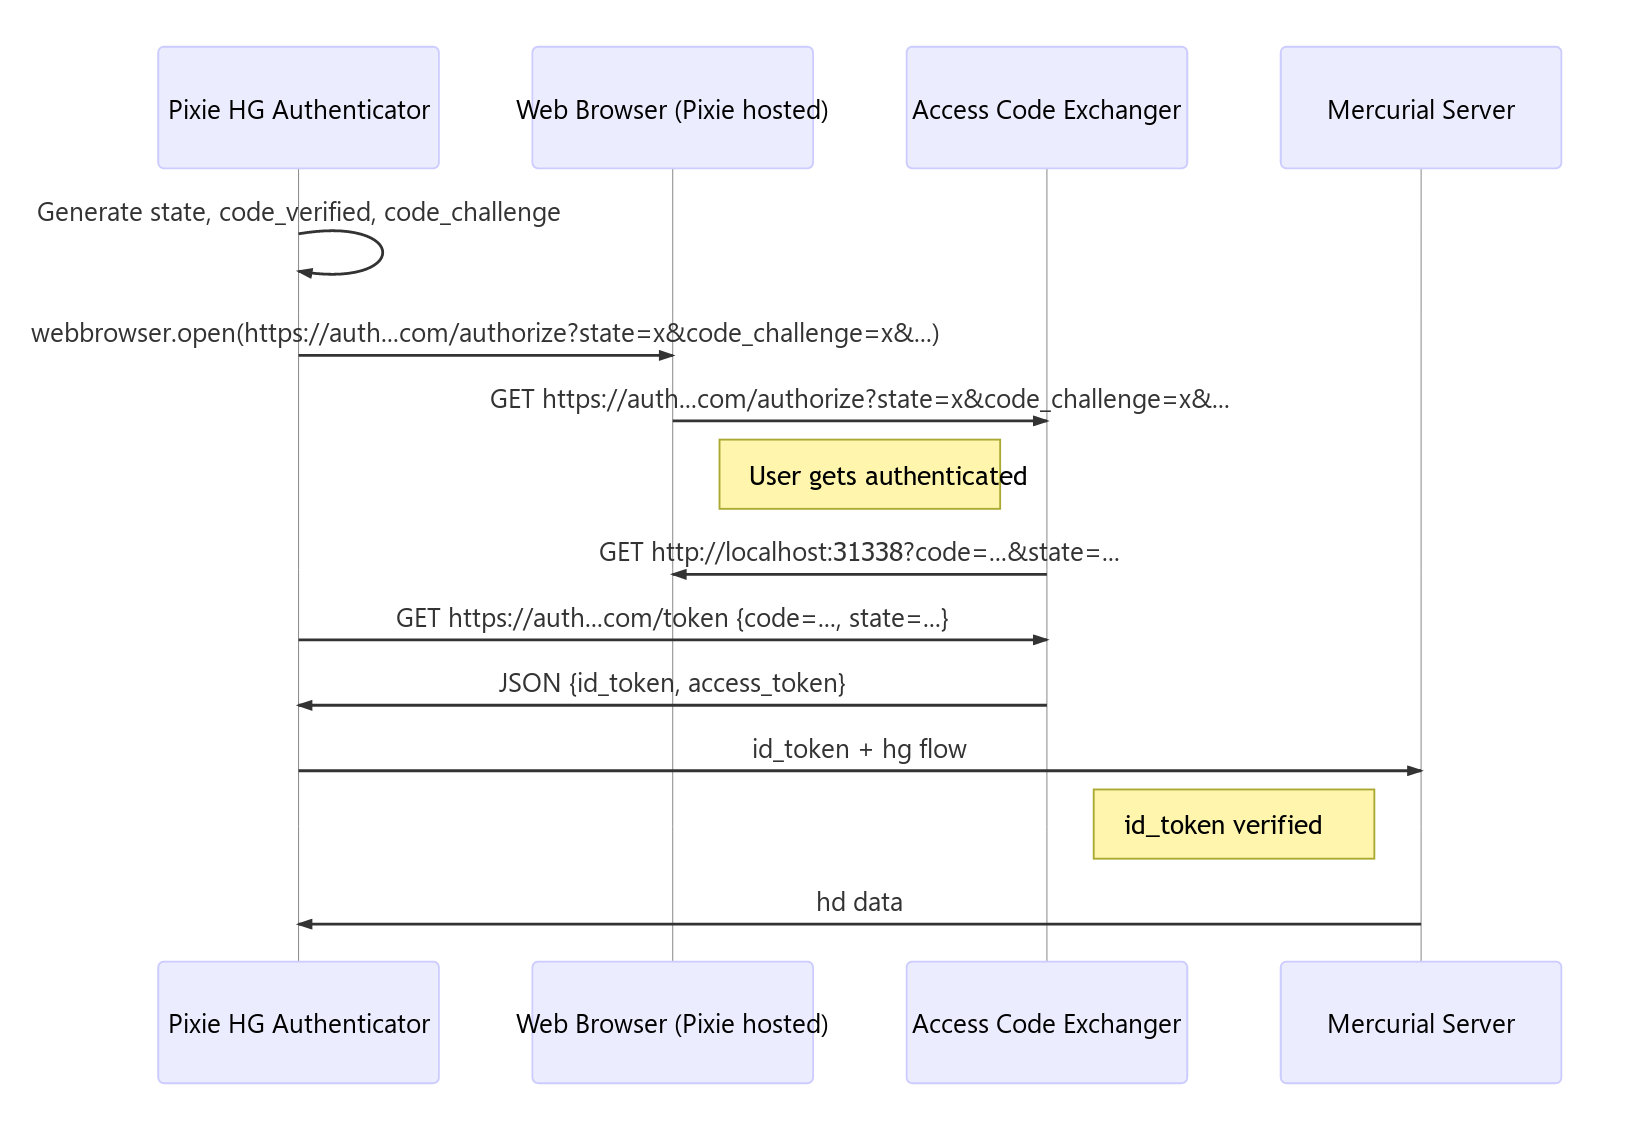 Pixie HG Authenticator
Web Browser (Pixie hosted)
Access Code Exchanger
Mercurial Server
Generate state, code_verified, code_challenge
webbrowser.open(https://auth...com/authorize?state=x&code_challenge=x&...)
GET https://auth...com/authorize?state=x&code_challenge=x&...
User gets authenticated
GET http://localhost:31338?code=...&state=...
GET https://auth...com/token {code=..., state=...}
JSON {id_token, access_token}
id_token + hg flow
id_token verified
hd data
Pixie HG Authenticator
Web Browser (Pixie hosted)
Access Code Exchanger
Mercurial Server